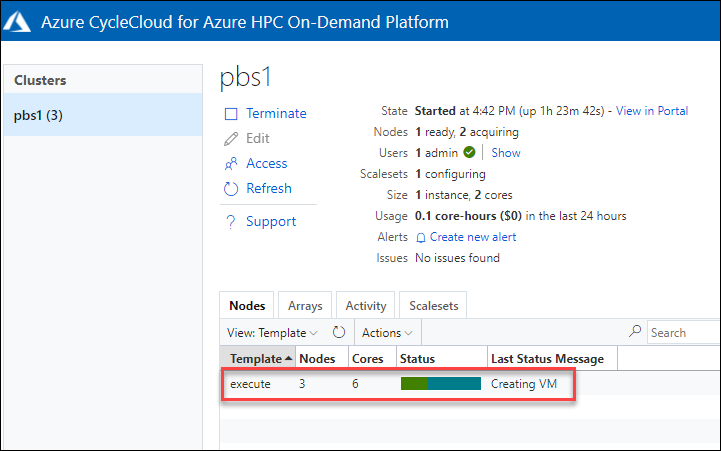 Azure CycleCloud for Azure HPC On-Demand Platform
Clusters
pbs1 (3)
pbs1
Terminate
Edit
Access
Refresh
Support
State Started at 4:42 PM (up 1h 23m 42s) - View in Portal
Nodes 1 ready, 2 acquiring
Users 1 admin Show
Scalesets 1 configuring
Size 1 instance, 2 cores
Usage 0.1 core-hours ($0) in the last 24 hours
Alerts Create new alert
Issues No issues found
Nodes Arrays Activity Scalesets
View: Template Actions Search
Template Nodes Cores Status Last Status Message
execute 3 6 Creating VM